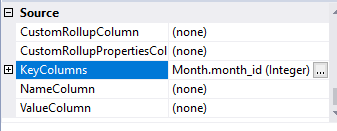 Source
CustomRollupColumn (none)
CustomRollupPropertiesCol (none)
KeyColumns Month.month_id (Integer) ...
NameColumn (none)
ValueColumn (none)